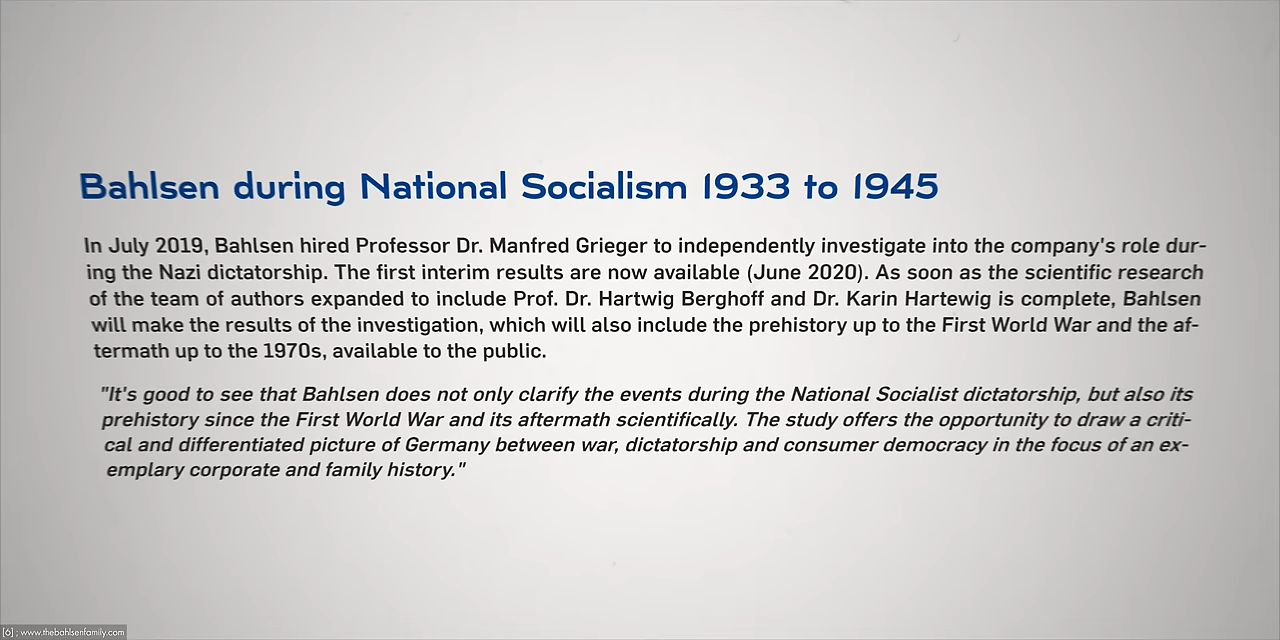 Bahlsen during National Socialism 1933 to 1945
In July 2019, Bahlsen hired Professor Dr. Manfred Grieger to independently investigate into the company's role dur-
ing the Nazi dictatorship. The first interim results are now available (June 2020). As soon as the scientific research
of the team of authors expanded to include Prof. Dr. Hartwig Berghoff and Dr. Karin Hartewig is complete, Bahlsen
will make the results of the investigation, which will also include the prehistory up to the First World War and the af-
termath up to the 1970s, available to the public.
"It's good to see that Bahlsen does not only clarify the events during the National Socialist dictatorship, but also its
prehistory since the First World War and its aftermath scientifically. The study offers the opportunity to draw a criti-
cal and differentiated picture of Germany between war, dictatorship and consumer democracy in the focus of an ex-
emplary corporate and family history."
[6] ; www.thebahlsenfamily.com